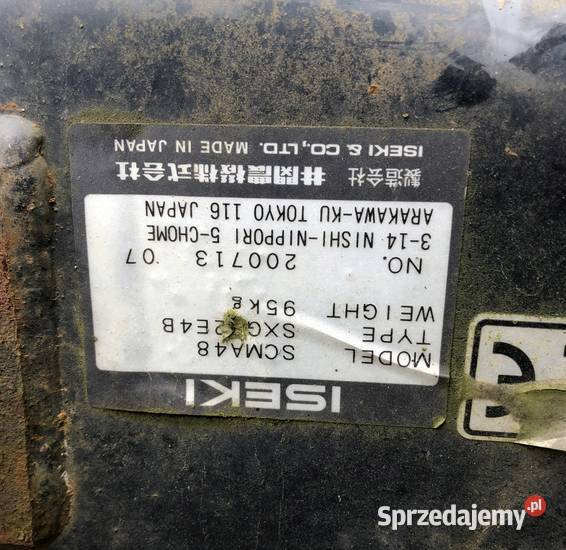 ISEKI
MODEL SCMA48
TYPE
WEIGHT 95kg
NO. 200713 '07
3-14 NISHI-NIPPORI 5-CHOME
ARAKAWA-KU TOKYO 116 JAPAN
製造会社 井関農機株式会社
ISEKI & CO.,LTD. MADE IN JAPAN
CE
Sprzedajemy.pl